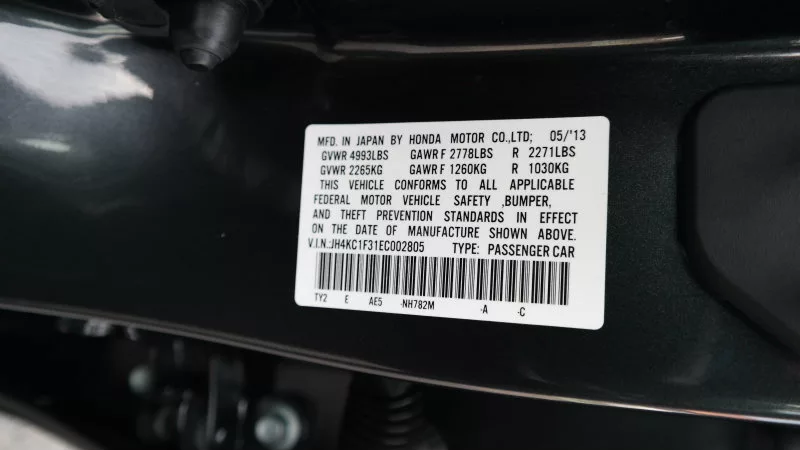 MFD. IN JAPAN BY HONDA MOTOR CO.,LTD; 05/'13
GVWR 4993LBS GAWR F 2778LBS R 2271LBS
GVWR 2265KG GAWR F 1260KG R 1030KG
THIS VEHICLE CONFORMS TO ALL APPLICABLE
FEDERAL MOTOR VEHICLE SAFETY ,BUMPER,
AND THEFT PREVENTION STANDARDS IN EFFECT
ON THE DATE OF MANUFACTURE SHOWN ABOVE.
V.I.N.:JH4KC1F31EC002805 TYPE: PASSENGER CAR
TY2 E AE5 -NH782M -A -C